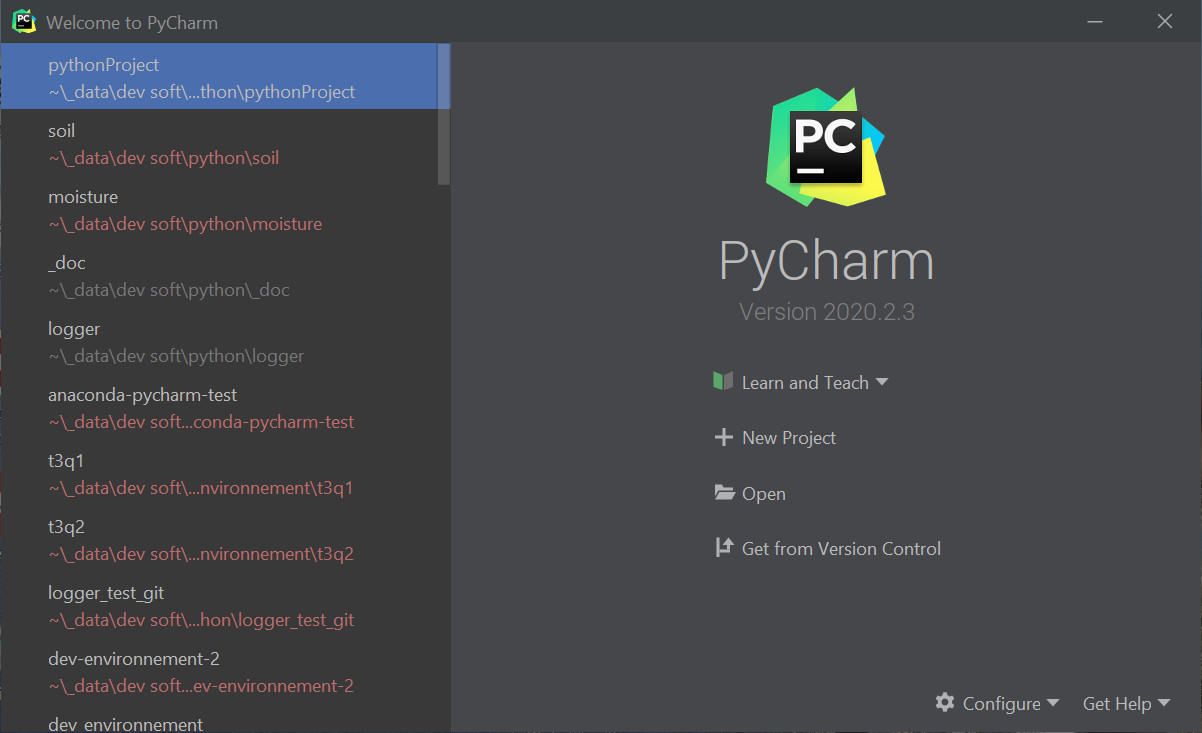 PC
Welcome to PyCharm
pythonProject
~\_data\dev soft\...thon\pythonProject
soil
~\_data\dev soft\python\soil
moisture
~\_data\dev soft\python\moisture
_doc
~\_data\dev soft\python\_doc
logger
~\_data\dev soft\python\logger
anaconda-pycharm-test
~\_data\dev soft...conda-pycharm-test
t3q1
~\_data\dev soft\...nvironnement\t3q1
t3q2
~\_data\dev soft\...nvironnement\t3q2
logger_test_git
~\_data\dev soft\...hon\logger_test_git
dev-environnement-2
~\_data\dev soft...ev-environnement-2
dev_environnement
PC
PyCharm
Version 2020.2.3
Learn and Teach
New Project
Open
Get from Version Control
Configure
Get Help